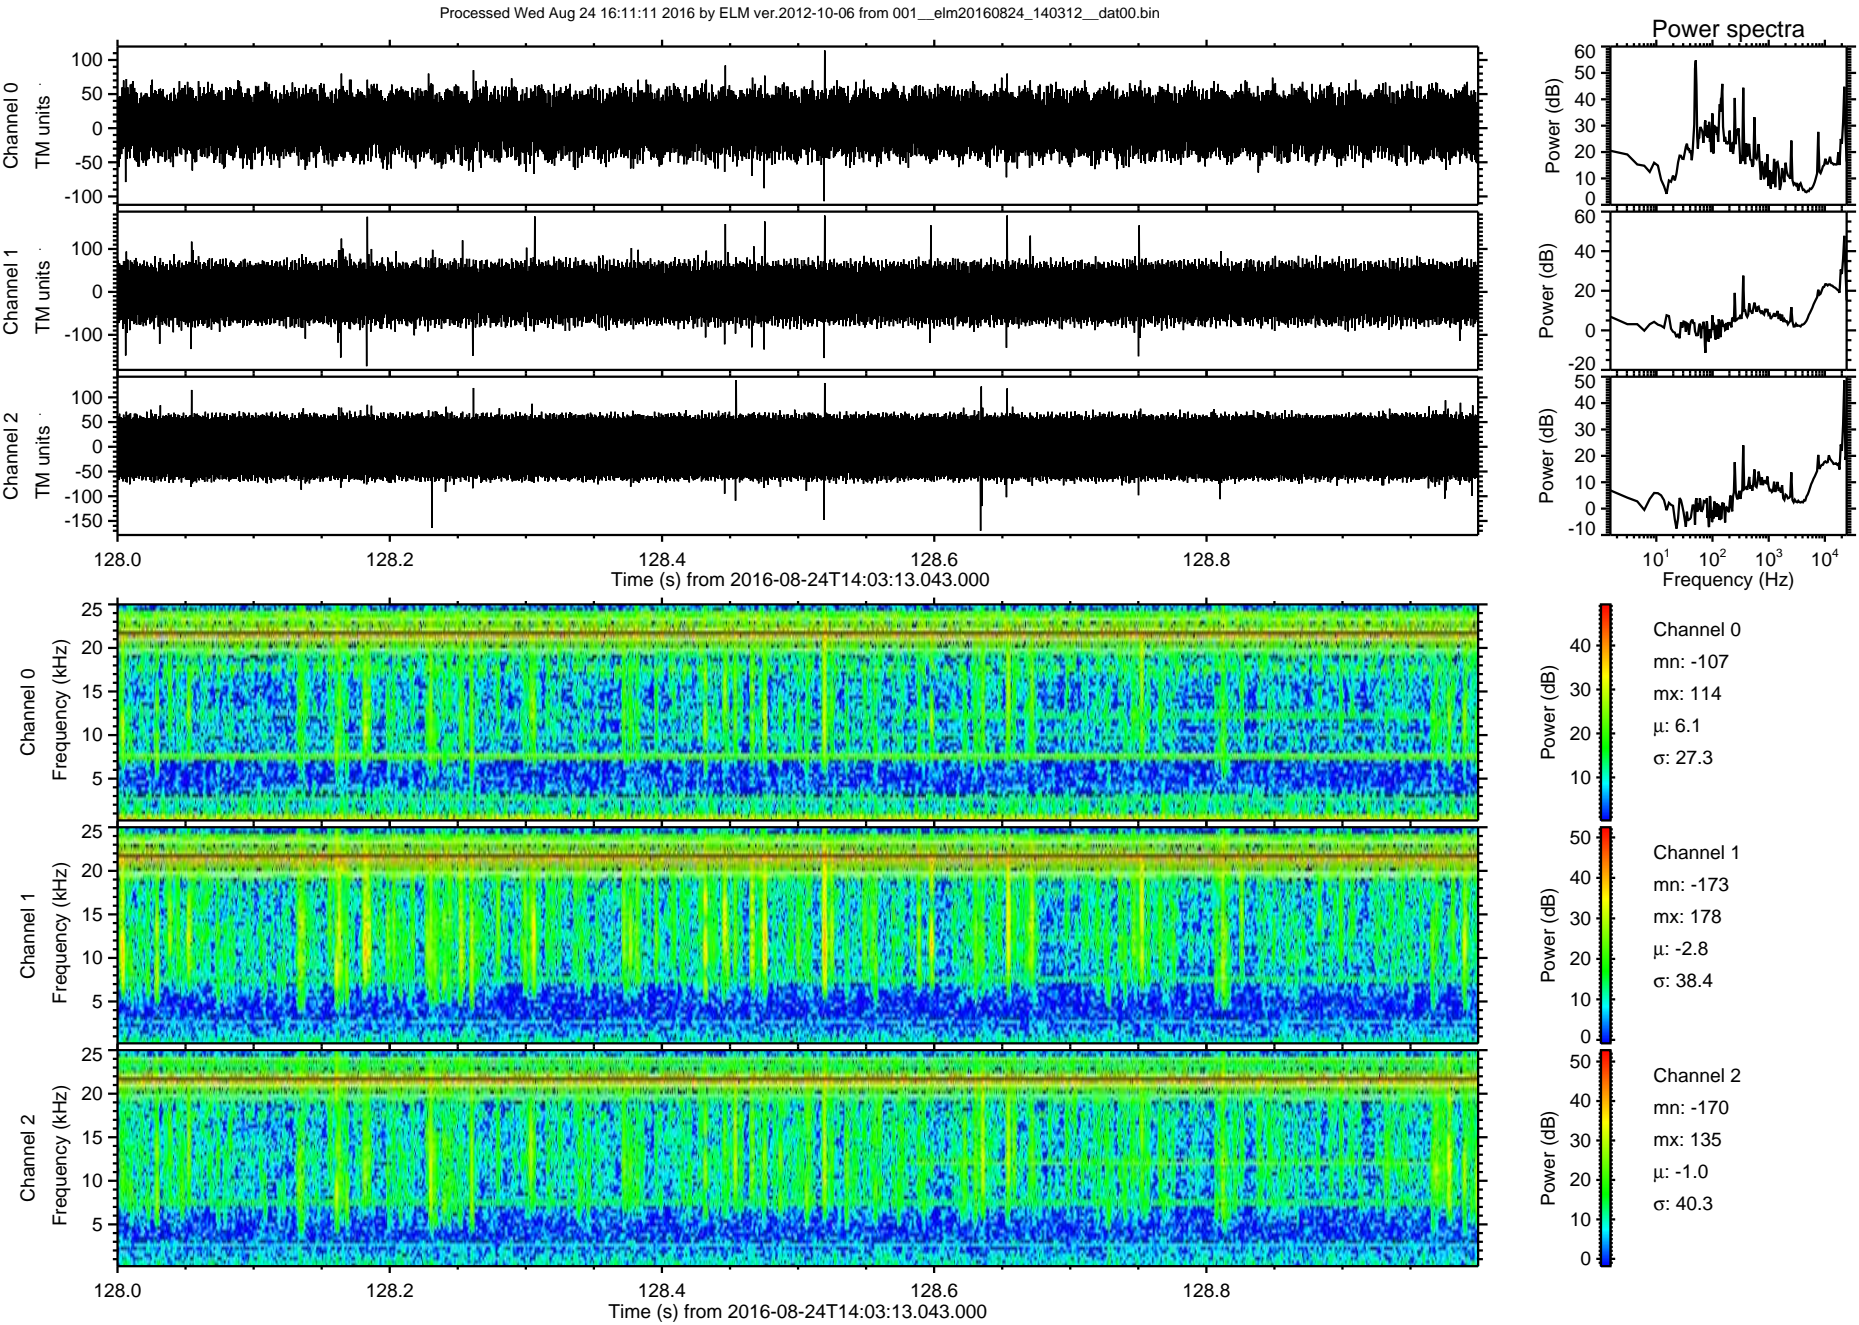 Processed Wed Aug 24 16:11:11 2016 by ELM ver.2012-10-06 from 001__elm20160824_140312__dat00.bin
Power spectra
Channel 0
TM units
100
50
0
-50
-100
Power (dB)
60
50
40
30
20
10
0
Channel 1
TM units
100
0
-100
Power (dB)
60
40
20
0
-20
Channel 2
TM units
100
50
0
-50
-100
-150
Power (dB)
50
40
30
20
10
0
-10
128.0 128.2 128.4 128.6 128.8
Time (s) from 2016-08-24T14:03:13.043.000
10¹ 10² 10³ 10⁴
Frequency (Hz)
Channel 0
Frequency (kHz)
25
20
15
10
5
Power (dB)
40
30
20
10
Channel 0
mn: -107
mx: 114
μ: 6.1
σ: 27.3
Channel 1
Frequency (kHz)
25
20
15
10
5
Power (dB)
50
40
30
20
10
0
Channel 1
mn: -173
mx: 178
μ: -2.8
σ: 38.4
Channel 2
Frequency (kHz)
25
20
15
10
5
Power (dB)
50
40
30
20
10
0
Channel 2
mn: -170
mx: 135
μ: -1.0
σ: 40.3
128.0 128.2 128.4 128.6 128.8
Time (s) from 2016-08-24T14:03:13.043.000